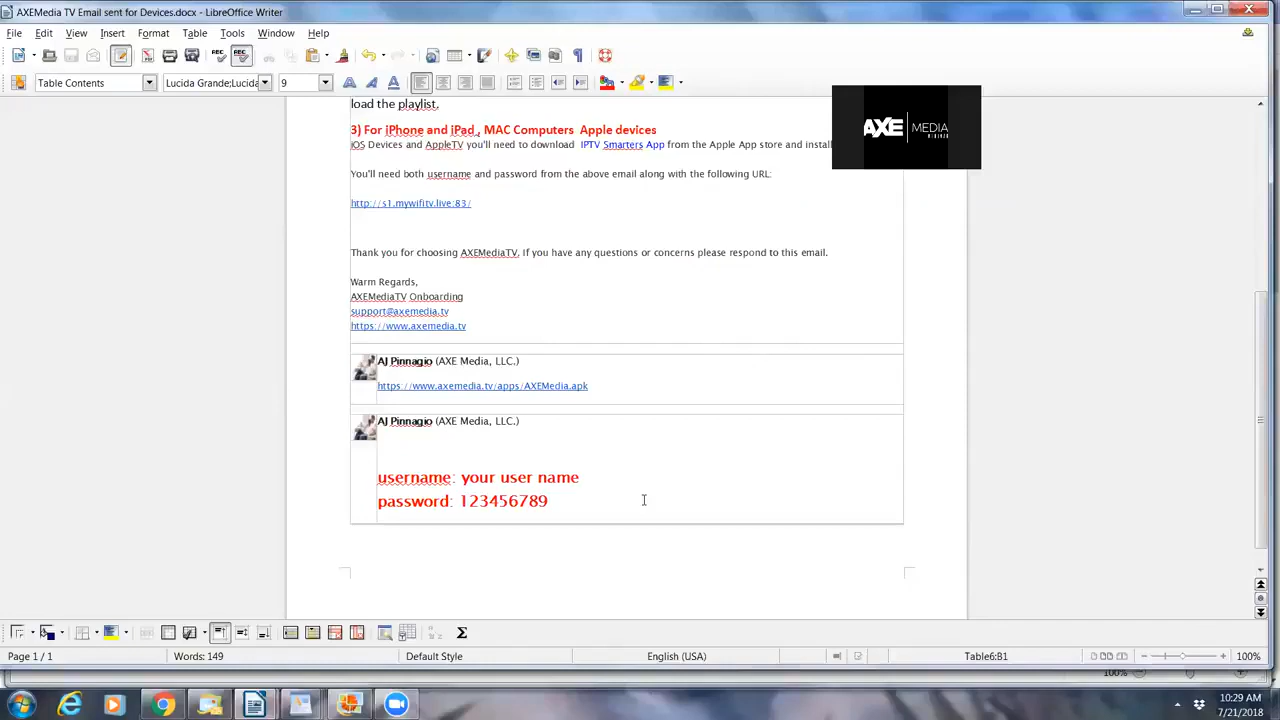 AXEMedia TV Email sent for Devices.docx - LibreOffice Writer
File Edit View Insert Format Table Tools Window Help
Table Contents Lucida Grande;Lucida 9
AXE MEDIA
load the playlist.
3) For iPhone and iPad , MAC Computers Apple devices
iOS Devices and AppleTV you'll need to download IPTV Smarters App from the Apple App store and install
You'll need both username and password from the above email along with the following URL:
http://s1.mywifitv.live:83/
Thank you for choosing AXEMediaTV. If you have any questions or concerns please respond to this email.
Warm Regards,
AXEMediaTV Onboarding
support@axemedia.tv
https://www.axemedia.tv
AJ Pinnagio (AXE Media, LLC.)
https://www.axemedia.tv/apps/AXEMedia.apk
AJ Pinnagio (AXE Media, LLC.)
username: your user name
password: 123456789
Page 1 / 1 Words: 149 Default Style English (USA) Table6:B1 100%
100%
10:29 AM
7/21/2018